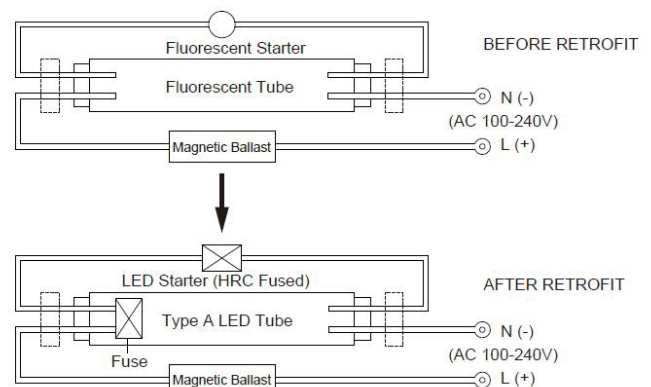 Fluorescent Starter
BEFORE RETROFIT
Fluorescent Tube
N (-)
(AC 100-240V)
Magnetic Ballast
L (+)
LED Starter (HRC Fused)
AFTER RETROFIT
Type A LED Tube
N (-)
Fuse
(AC 100-240V)
Magnetic Ballast
L (+)